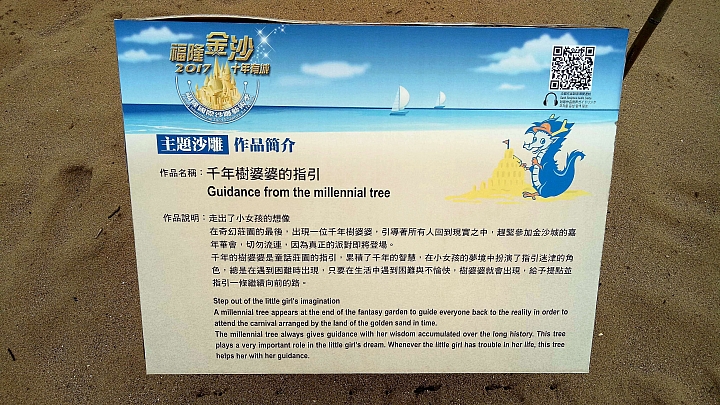 福隆金沙
2017十年有成
主題沙雕 作品簡介
作品名稱：千年樹婆婆的指引
Guidance from the millennial tree
作品說明：走出了小女孩的想像
在奇幻莊園的最後，出現一位千年樹婆婆，引導著所有人回到現實之中，趕緊參加金沙城的嘉
年華會，切勿流連，因為真正的派對即將登場。
千年的樹婆婆是童話莊園的指引，累積了千年的智慧，在小女孩的夢境中扮演了指引迷津的角
色，總是在遇到困難時出現，只要在生活中遇到困難與不愉快，樹婆婆就會出現，給予提點並
指引一條繼續向前的路。
Step out of the little girl's imagination
A millennial tree appears at the end of the fantasy garden to guide everyone back to the reality in order to
attend the carnival arranged by the land of the golden sand in time.
The millennial tree always gives guidance with her wisdom accumulated over the long history. This tree
plays a very important role in the little girl's dream. Whenever the little girl has trouble in her life, this tree
helps her with her guidance.